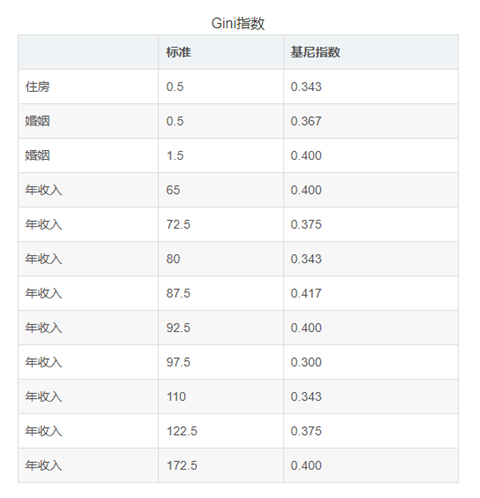 Gini指数
标准 基尼指数
住房 0.5 0.343
婚姻 0.5 0.367
婚姻 1.5 0.400
年收入 65 0.400
年收入 72.5 0.375
年收入 80 0.343
年收入 87.5 0.417
年收入 92.5 0.400
年收入 97.5 0.300
年收入 110 0.343
年收入 122.5 0.375
年收入 172.5 0.400